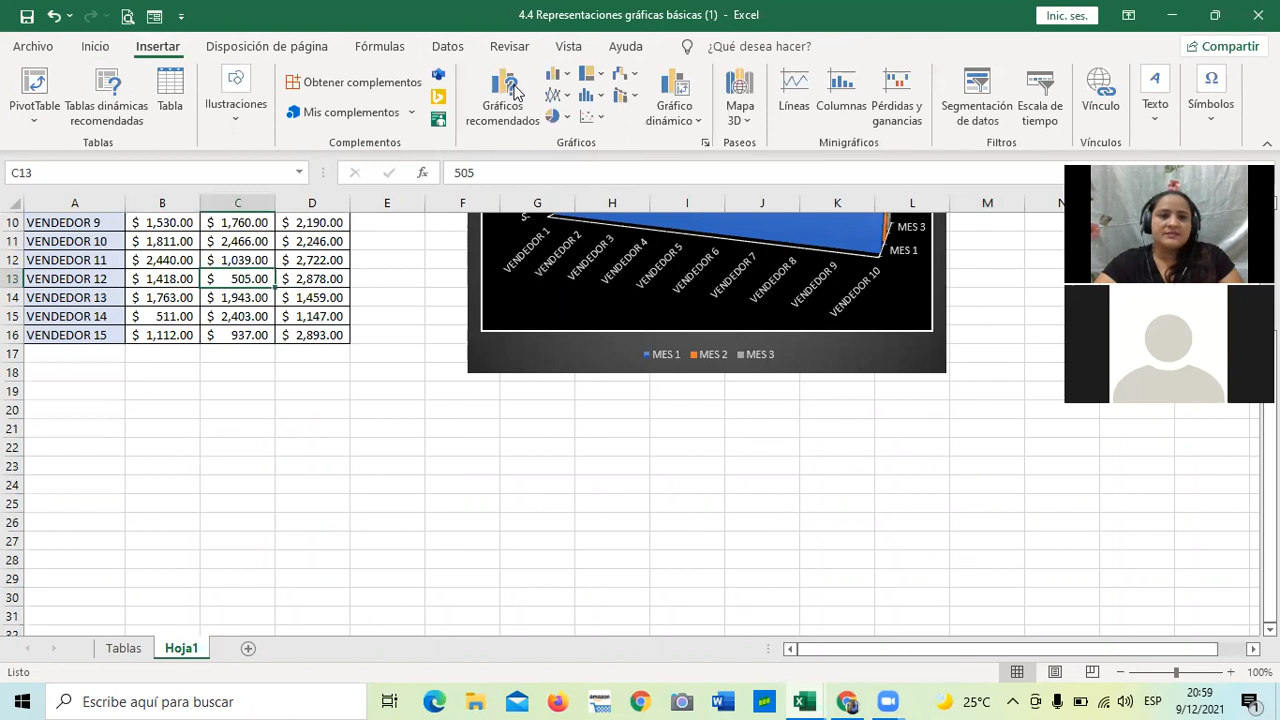 4.4 Representaciones gráficas básicas (1) - Excel
Inic. ses.
Archivo Inicio Insertar Disposición de página Fórmulas Datos Revisar Vista Ayuda ¿Qué desea hacer? Compartir
PivotTable
Tablas dinámicas recomendadas
Tabla
Ilustraciones
Obtener complementos
Mis complementos
Gráficos recomendados
Gráfico dinámico
Mapa 3D
Líneas
Columnas
Pérdidas y ganancias
Segmentación de datos
Escala de tiempo
Vínculo
Texto
Símbolos
Tablas Complementos Gráficos Paseos Minigráficos Filtros Vínculos
C13 fx 505
A B C D E F G H I J K L M N
10 VENDEDOR 9 $ 1,530.00 $ 1,760.00 $ 2,190.00
11 VENDEDOR 10 $ 1,811.00 $ 2,466.00 $ 2,246.00
12 VENDEDOR 11 $ 2,440.00 $ 1,039.00 $ 2,722.00
13 VENDEDOR 12 $ 1,418.00 $ 505.00 $ 2,878.00
14 VENDEDOR 13 $ 1,763.00 $ 1,943.00 $ 1,459.00
15 VENDEDOR 14 $ 511.00 $ 2,403.00 $ 1,147.00
16 VENDEDOR 15 $ 1,112.00 $ 937.00 $ 2,893.00
17
18
19
20
21
22
23
24
25
26
27
28
29
30
31
$-
VENDEDOR 1
VENDEDOR 2
VENDEDOR 3
VENDEDOR 4
VENDEDOR 5
VENDEDOR 6
VENDEDOR 7
VENDEDOR 8
VENDEDOR 9
VENDEDOR 10
MES 3
MES 1
MES 1 MES 2 MES 3
Tablas Hoja1
Listo
100%
Escribe aquí para buscar
25°C
ESP
20:59
9/12/2021
1